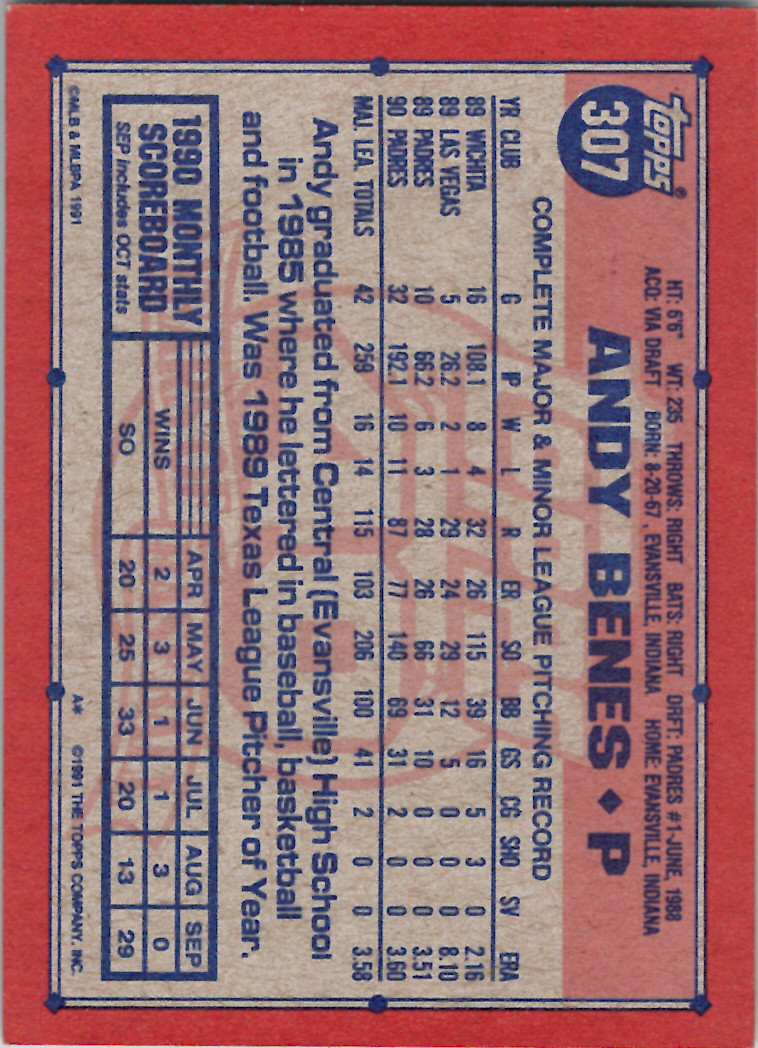 topps®
307
HT: 6'6" WT: 235 THROWS: RIGHT BATS: RIGHT DRFT: PADRES #1-JUNE, 1988
ACQ: VIA DRAFT BORN: 8-20-67, EVANSVILLE, INDIANA HOME: EVANSVILLE, INDIANA
ANDY BENES ♦ P
COMPLETE MAJOR & MINOR LEAGUE PITCHING RECORD
YR CLUB G IP W L R ER SO BB GS CG SHO SV ERA
89 WICHITA 16 108.1 8 4 32 26 115 39 16 5 3 0 2.16
89 LAS VEGAS 5 26.2 2 1 29 24 29 12 5 0 0 0 8.10
89 PADRES 10 66.2 6 3 28 26 66 31 10 0 0 0 3.51
90 PADRES 32 192.1 10 11 87 77 140 69 31 2 0 0 3.60
MAJ. LEA. TOTALS 42 259 16 14 115 103 206 100 41 2 0 0 3.58
Andy graduated from Central (Evansville) High School
in 1985 where he lettered in baseball, basketball
and football. Was 1989 Texas League Pitcher of Year.
1990 MONTHLY SCOREBOARD
SEP Includes OCT stats
APR MAY JUN JUL AUG SEP
WINS 2 3 1 1 3 0
SO 20 25 33 20 13 29
©MLB & MLBPA 1991 A* ©1991 THE TOPPS COMPANY, INC.